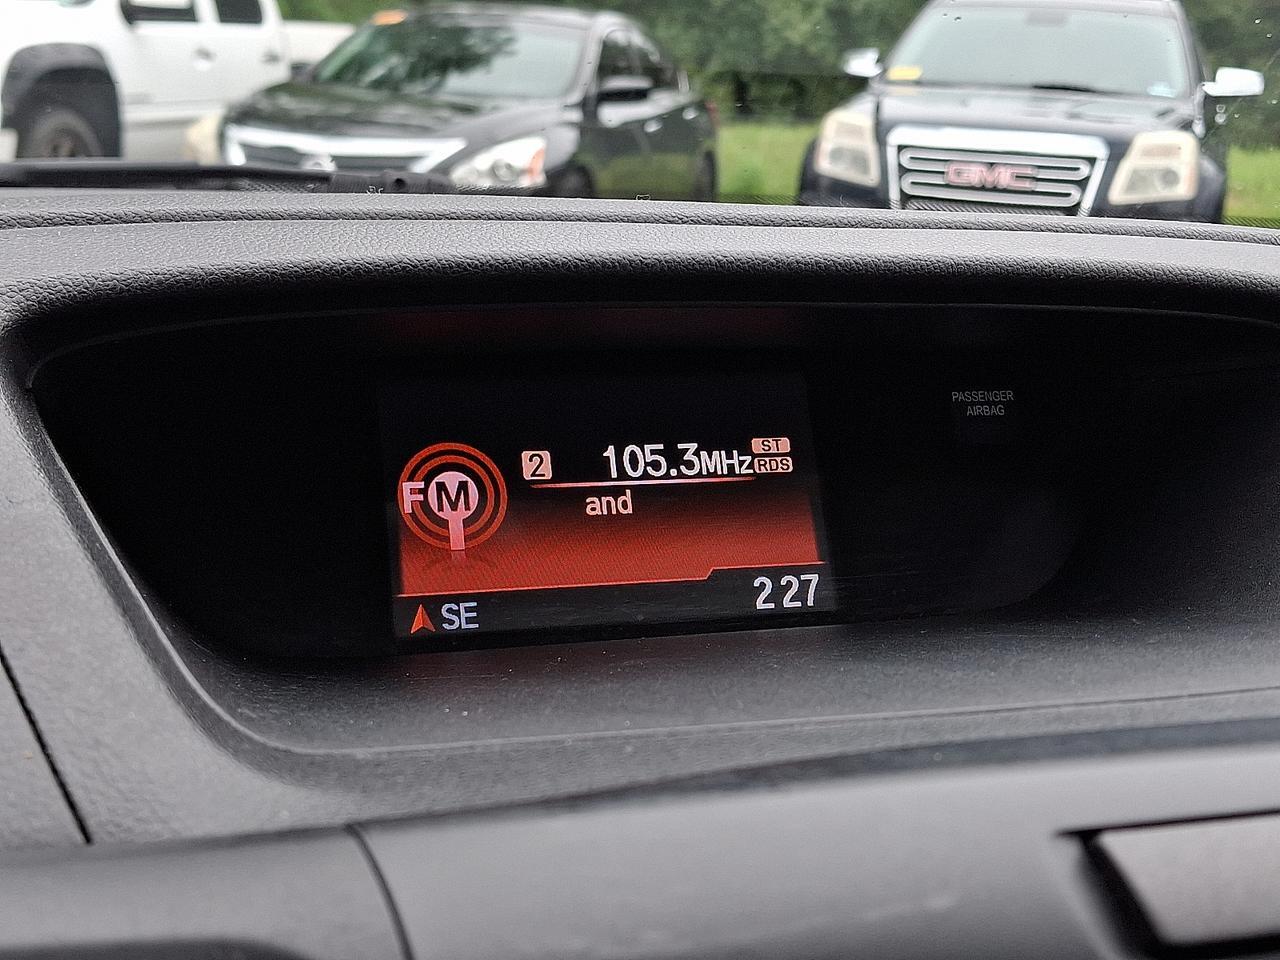 GMC
PASSENGER
AIRBAG
FM
2 105.3MHz ST
RDS
and
SE
2 27